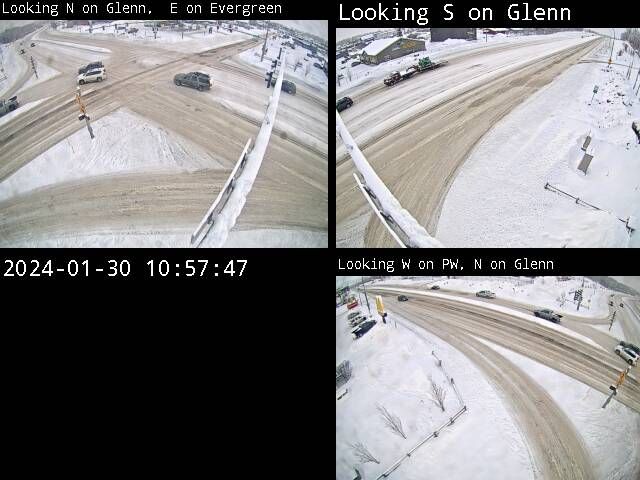 Looking N on Glenn,  E on Evergreen
Looking S on Glenn
2024-01-30 10:57:47
Looking W on PW, N on Glenn